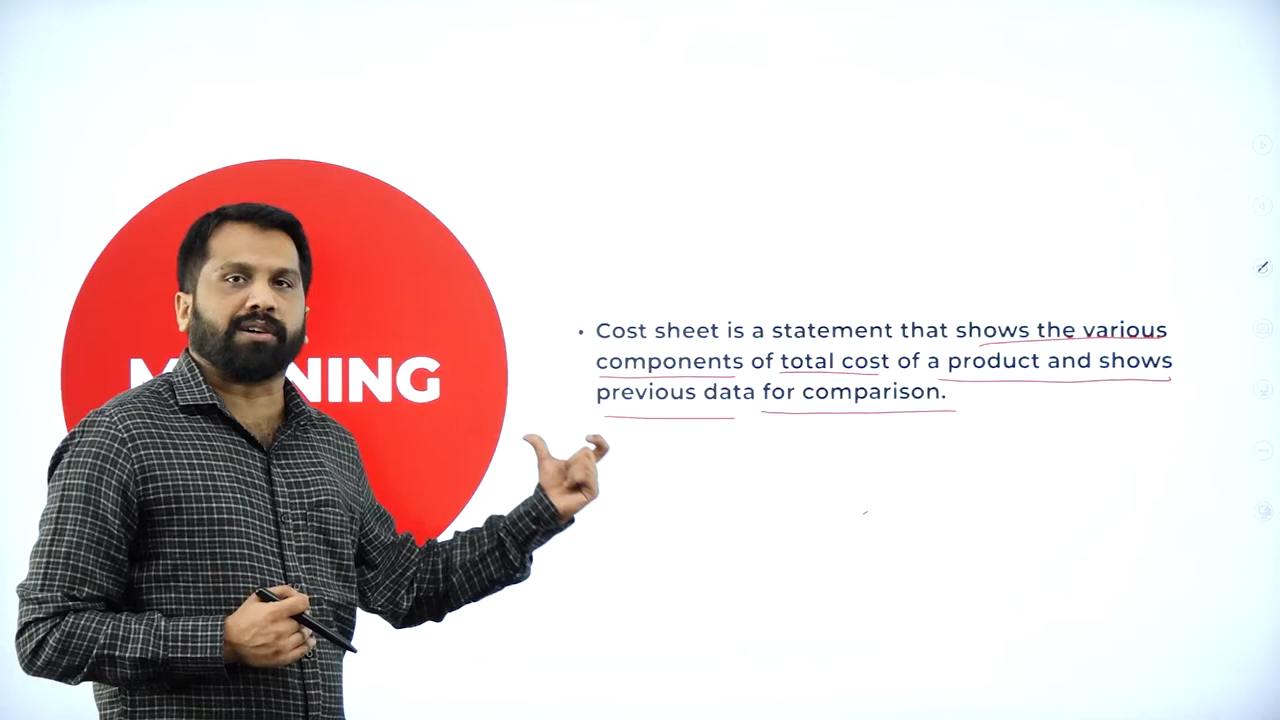 • Cost sheet is a statement that shows the various
components of total cost of a product and shows
previous data for comparison.